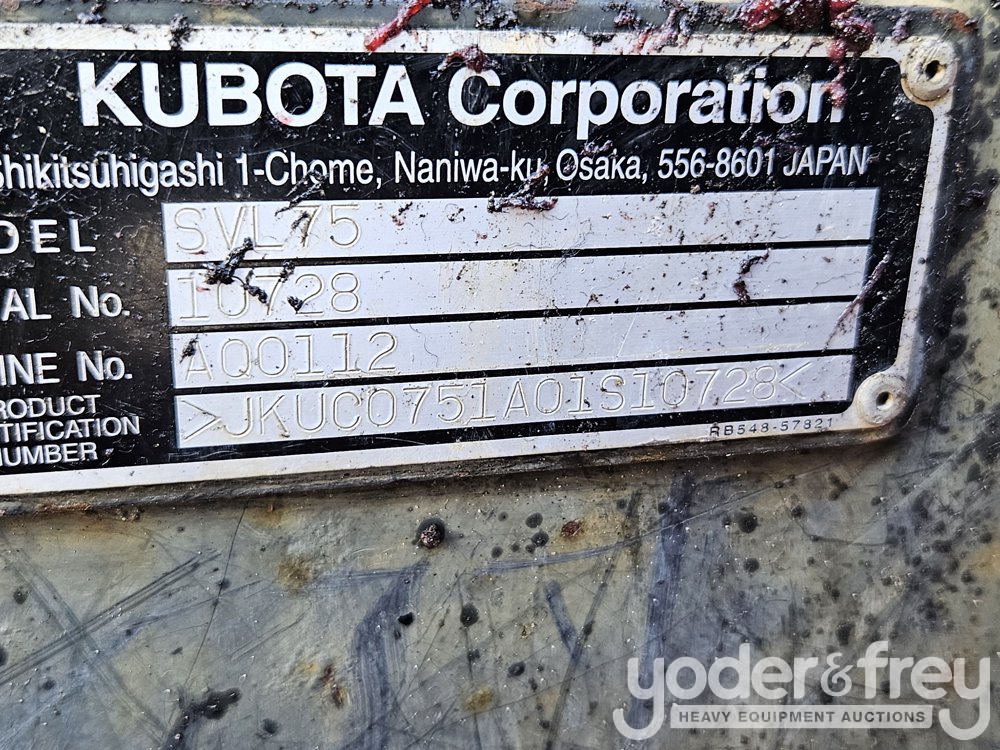 KUBOTA Corporation
Shikitsuhigashi 1-Chome, Naniwa-ku, Osaka, 556-8601 JAPAN
DEL SVL75
AL No. 10728
INE No. AQ0112
RODUCT
TIFICATION
NUMBER >JKUC0751A01S10728<
RB548-57821
yoder&frey
HEAVY EQUIPMENT AUCTIONS